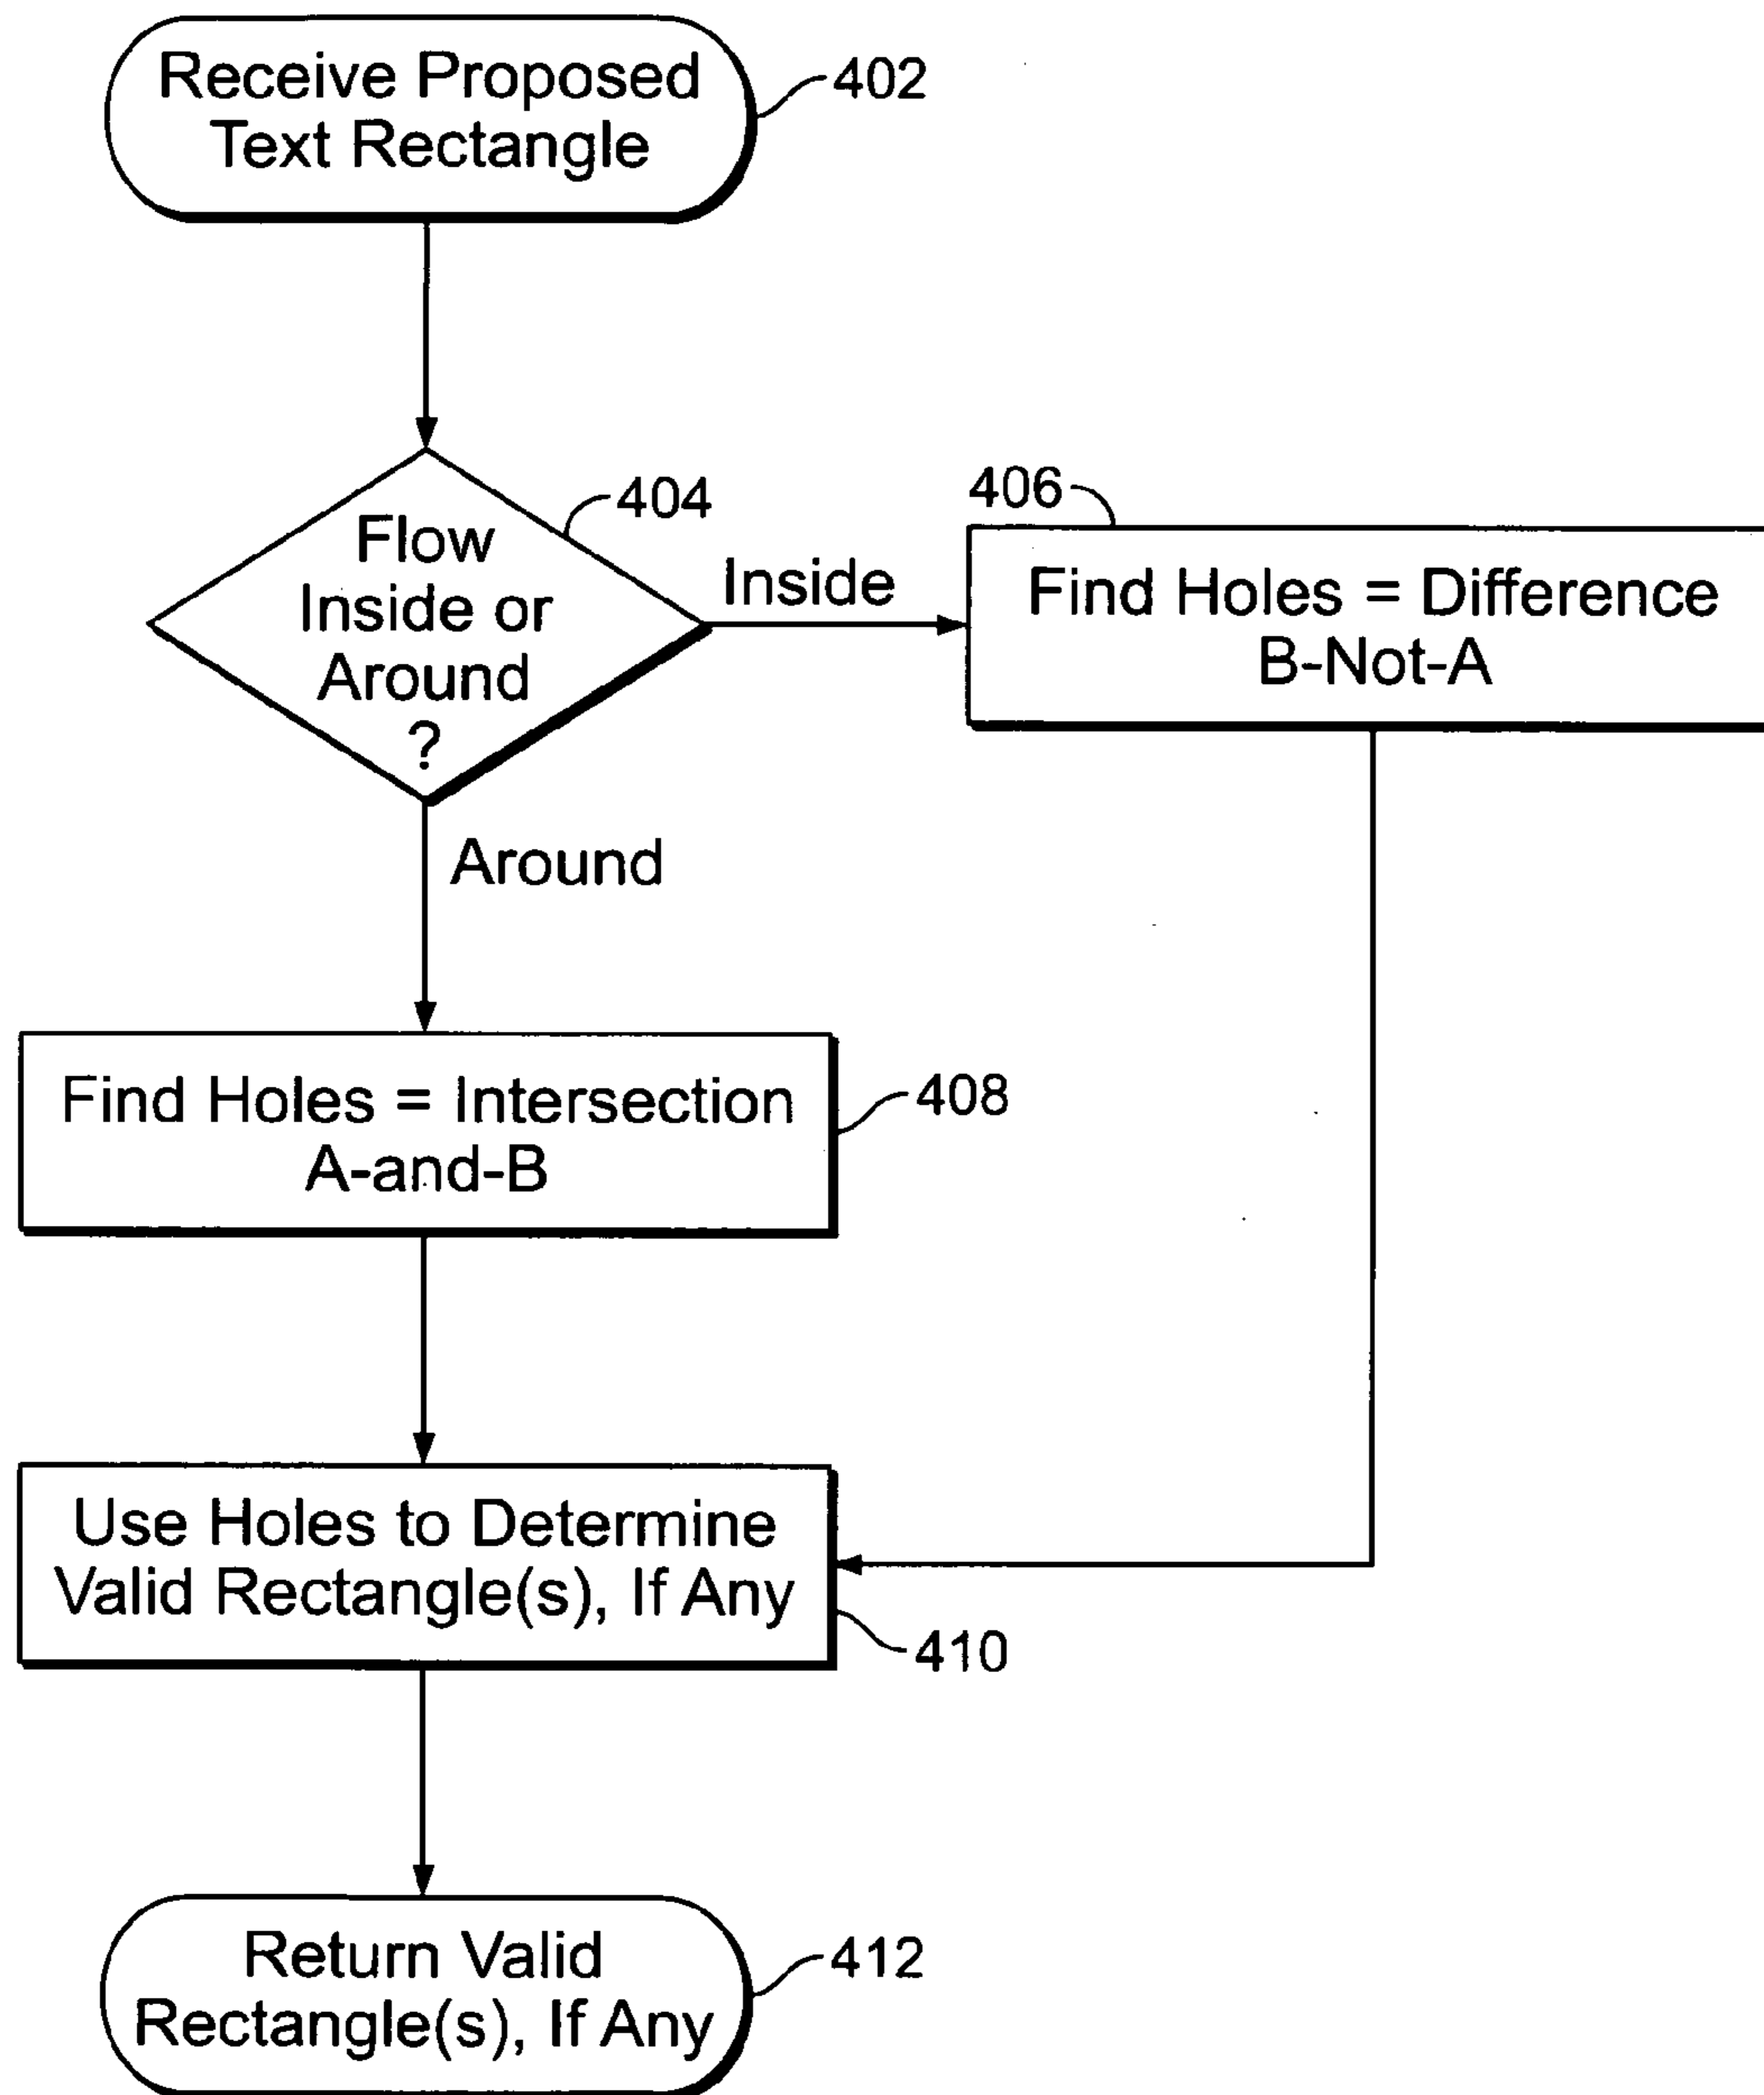 Receive Proposed
Text Rectangle
402
Flow
Inside or
Around
?
404
Inside
406
Find Holes = Difference
B-Not-A
Around
Find Holes = Intersection
A-and-B
408
Use Holes to Determine
Valid Rectangle(s), If Any
410
Return Valid
Rectangle(s), If Any
412